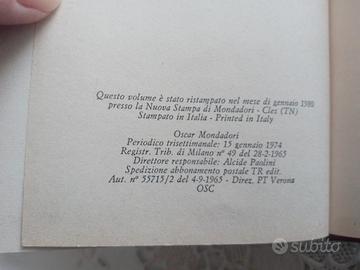 Questo volume è stato ristampato nel mese di gennaio 1980
presso la Nuova Stampa di Mondadori - Cles (TN)
Stampato in Italia - Printed in Italy
Oscar Mondadori
Periodico trisettimanale: 15 gennaio 1974
Registr. Trib. di Milano n° 49 del 28-2-1965
Direttore responsabile: Alcide Paolini
Spedizione abbonamento postale TR edit.
Aut. n° 55715/2 del 4-9-1965 - Direz. PT Verona
OSC
subito